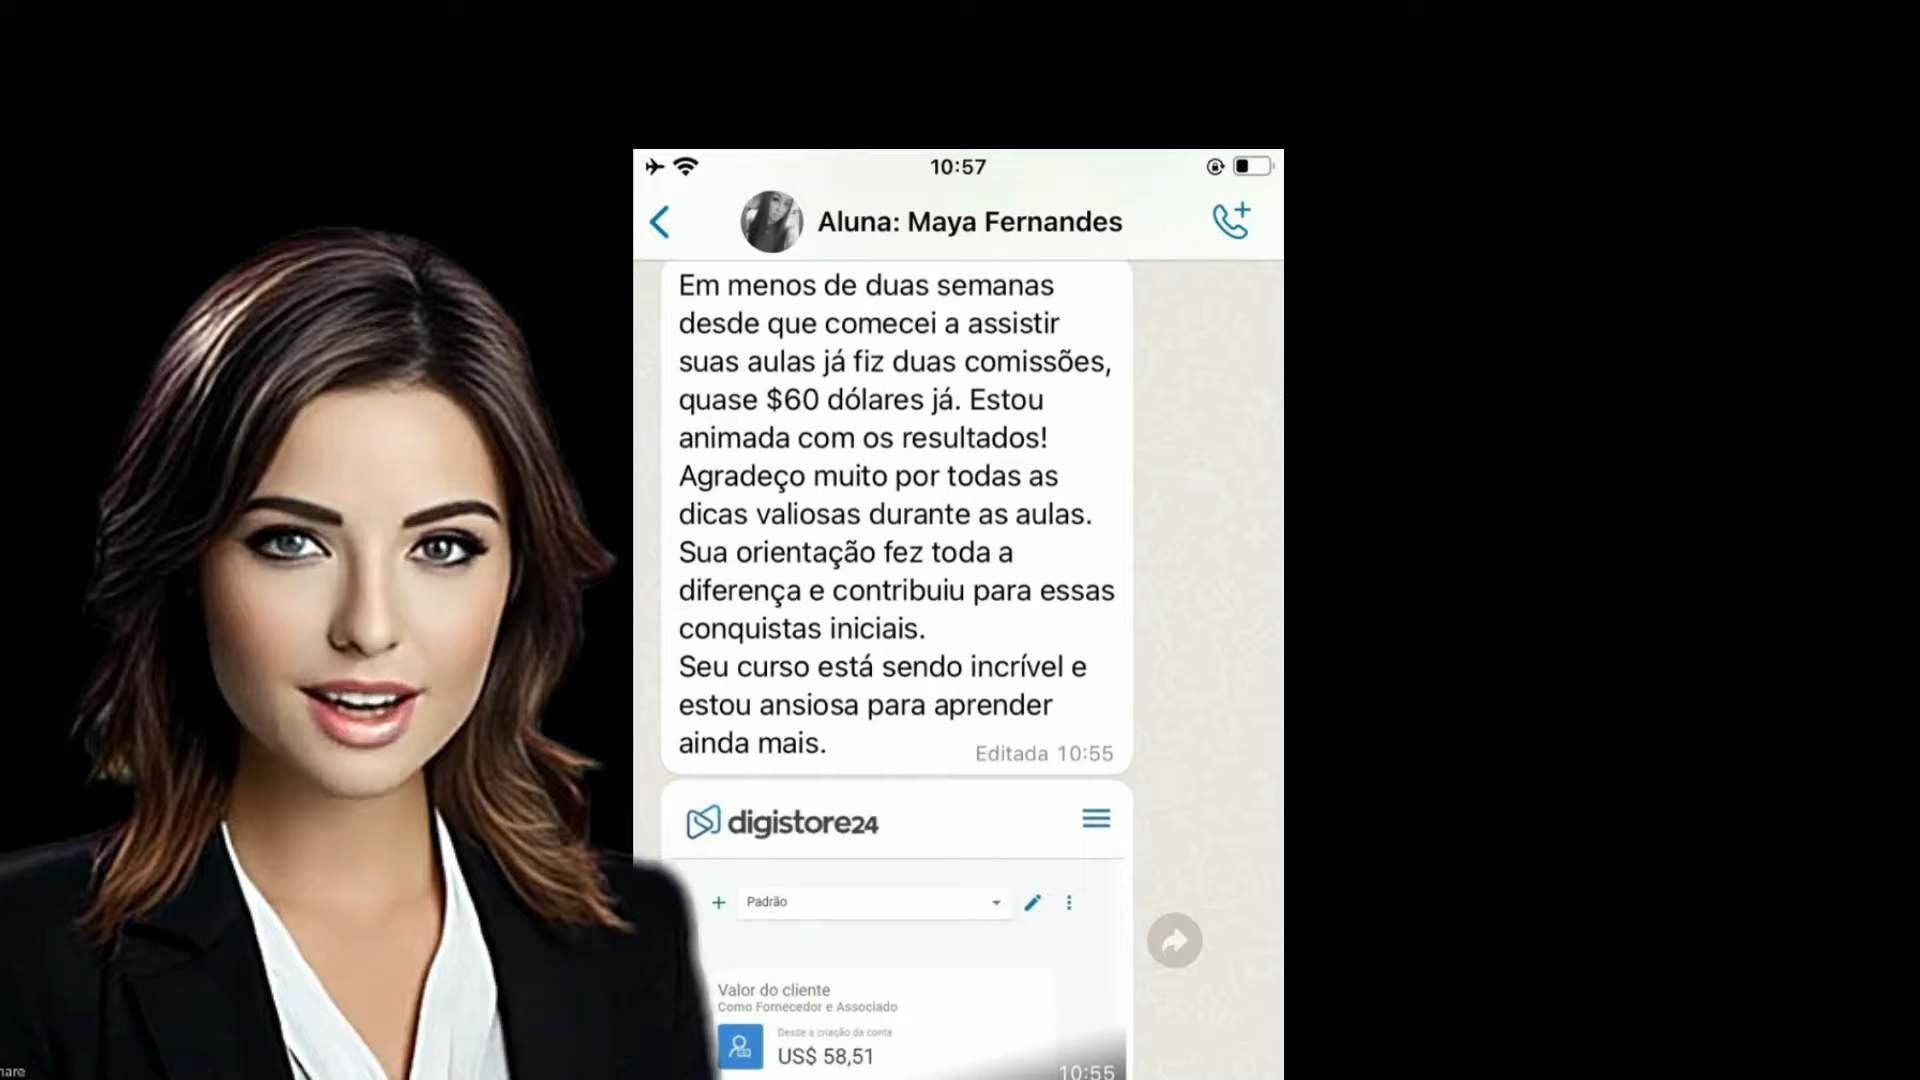 10:57
Aluna: Maya Fernandes
Em menos de duas semanas
desde que comecei a assistir
suas aulas já fiz duas comissões,
quase $60 dólares já. Estou
animada com os resultados!
Agradeço muito por todas as
dicas valiosas durante as aulas.
Sua orientação fez toda a
diferença e contribuiu para essas
conquistas iniciais.
Seu curso está sendo incrível e
estou ansiosa para aprender
ainda mais.
Editada 10:55
digistore24
Padrão
Valor do cliente
Como Fornecedor e Associado
Desde a criação da conta
US$ 58,51
10:55